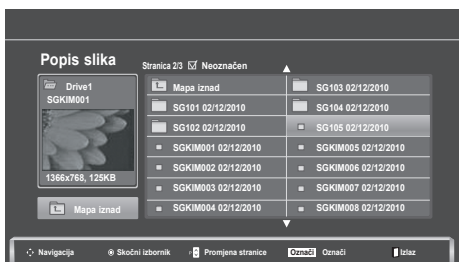 Popis slika
Stranica 2/3 Neoznačen
Drive1
SGKIM001
1366x768, 125KB
Mapa iznad
Mapa iznad
SG101 02/12/2010
SG102 02/12/2010
SGKIM001 02/12/2010
SGKIM002 02/12/2010
SGKIM003 02/12/2010
SGKIM004 02/12/2010
SG103 02/12/2010
SG104 02/12/2010
SG105 02/12/2010
SGKIM005 02/12/2010
SGKIM006 02/12/2010
SGKIM007 02/12/2010
SGKIM008 02/12/2010
Navigacija Skočni izbornik P Promjena stranice Označi Označi Izlaz